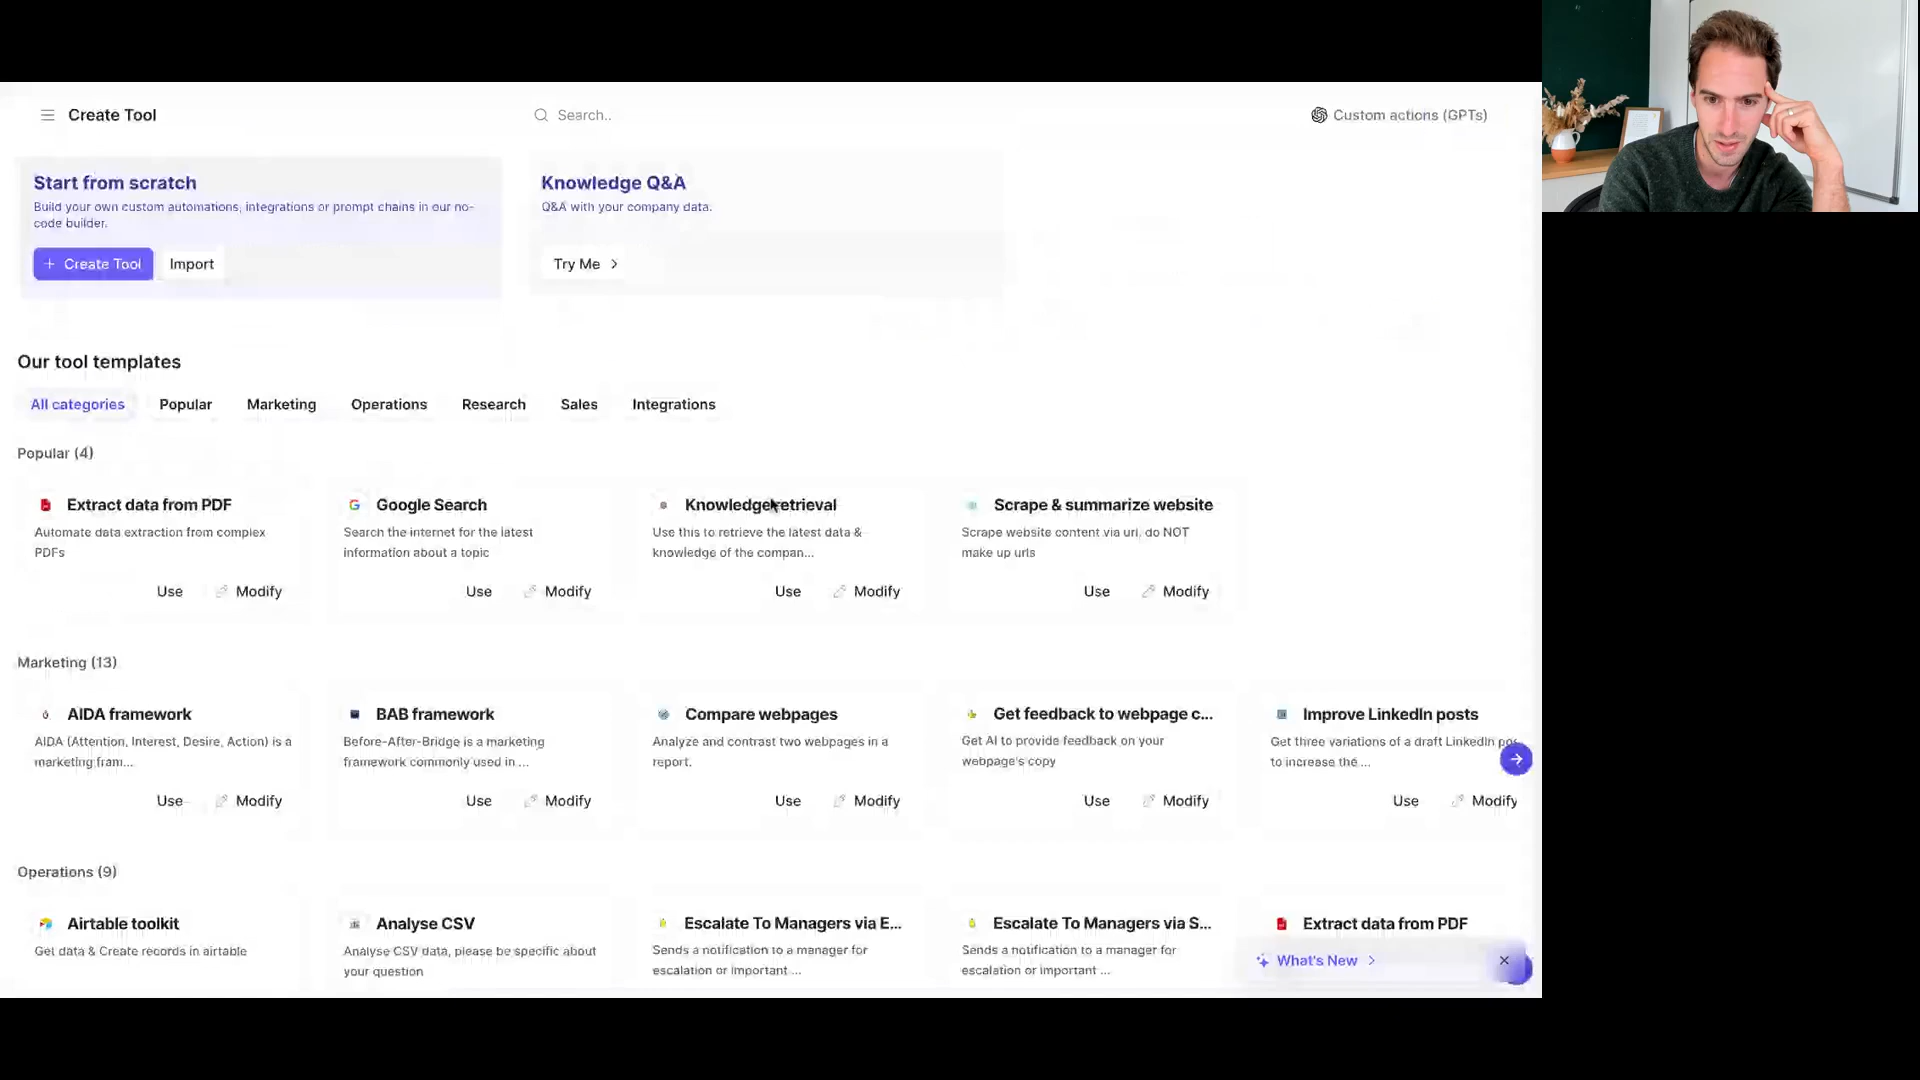 Create Tool
Search..
Custom actions (GPTs)
Start from scratch
Build your own custom automations, integrations or prompt chains in our no-
code builder.
+ Create Tool
Import
Knowledge Q&A
Q&A with your company data.
Try Me
Our tool templates
All categories
Popular
Marketing
Operations
Research
Sales
Integrations
Popular (4)
Extract data from PDF
Automate data extraction from complex
PDFs
Use
Modify
Google Search
Search the internet for the latest
information about a topic
Use
Modify
Knowledge retrieval
Use this to retrieve the latest data &
knowledge of the compan...
Use
Modify
Scrape & summarize website
Scrape website content via url, do NOT
make up urls
Use
Modify
Marketing (13)
AIDA framework
AIDA (Attention, Interest, Desire, Action) is a
marketing fram...
Use
Modify
BAB framework
Before-After-Bridge is a marketing
framework commonly used in ...
Use
Modify
Compare webpages
Analyze and contrast two webpages in a
report.
Use
Modify
Get feedback to webpage c...
Get AI to provide feedback on your
webpage's copy
Use
Modify
Improve LinkedIn posts
Get three variations of a draft LinkedIn
to increase the ...
Use
Modify
Operations (9)
Airtable toolkit
Get data & Create records in airtable
Analyse CSV
Analyse CSV data, please be specific about
your question
Escalate To Managers via E...
Sends a notification to a manager for
escalation or important ...
Escalate To Managers via S...
Sends a notification to a manager for
escalation or important ...
Extract data from PDF
What's New